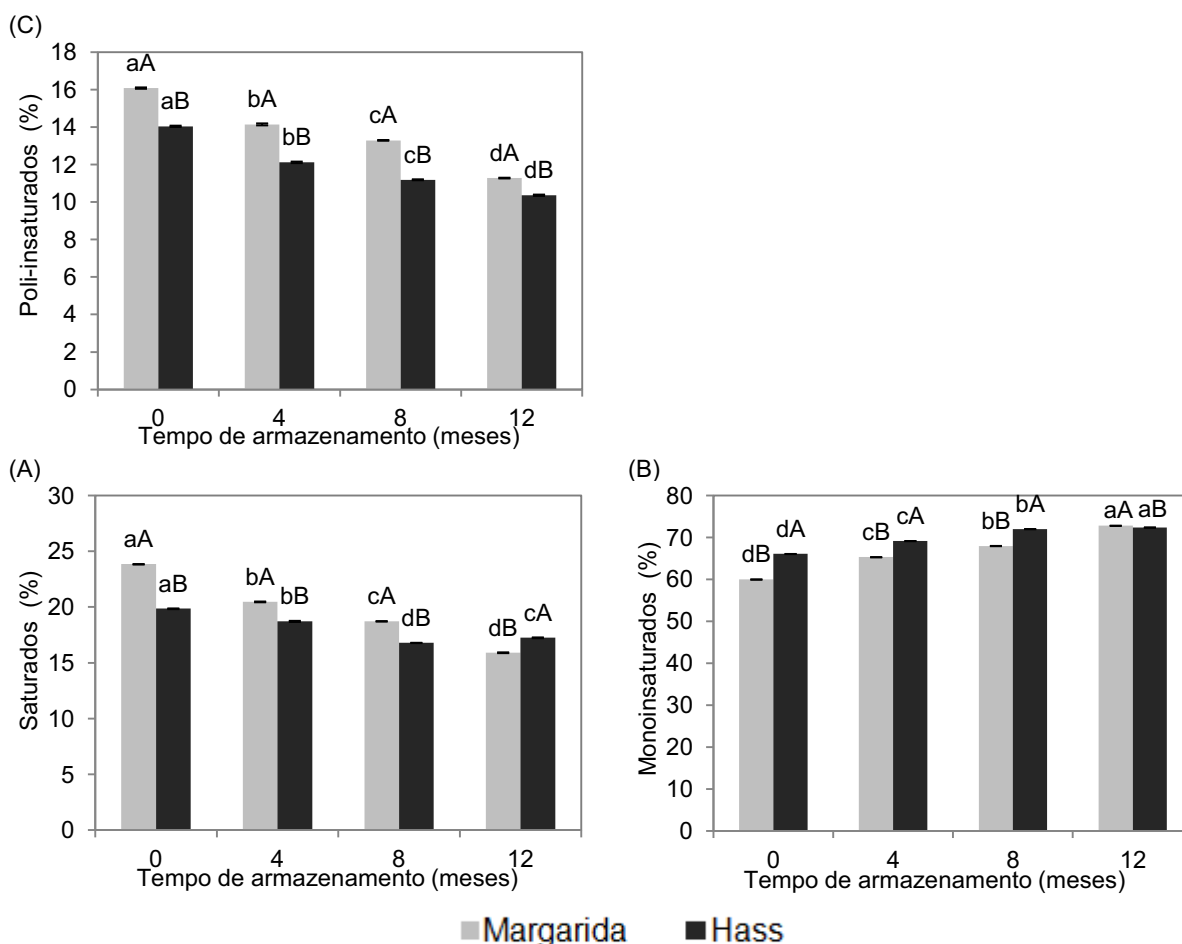 (C)
Poli-insaturados (%)
18
16
14
12
10
8
6
4
2
0
aA
aB
bA
bB
cA
cB
dA
dB
0 4 8 12
Tempo de armazenamento (meses)
(A)
Saturados (%)
30
25
20
15
10
5
0
aA
aB
bA
bB
cA
dB
dB
cA
0 4 8 12
Tempo de armazenamento (meses)
(B)
Monoinsaturados (%)
80
70
60
50
40
30
20
10
0
dB
dA
cB
cA
bB
bA
aA
aB
0 4 8 12
Tempo de armazenamento (meses)
Margarida Hass